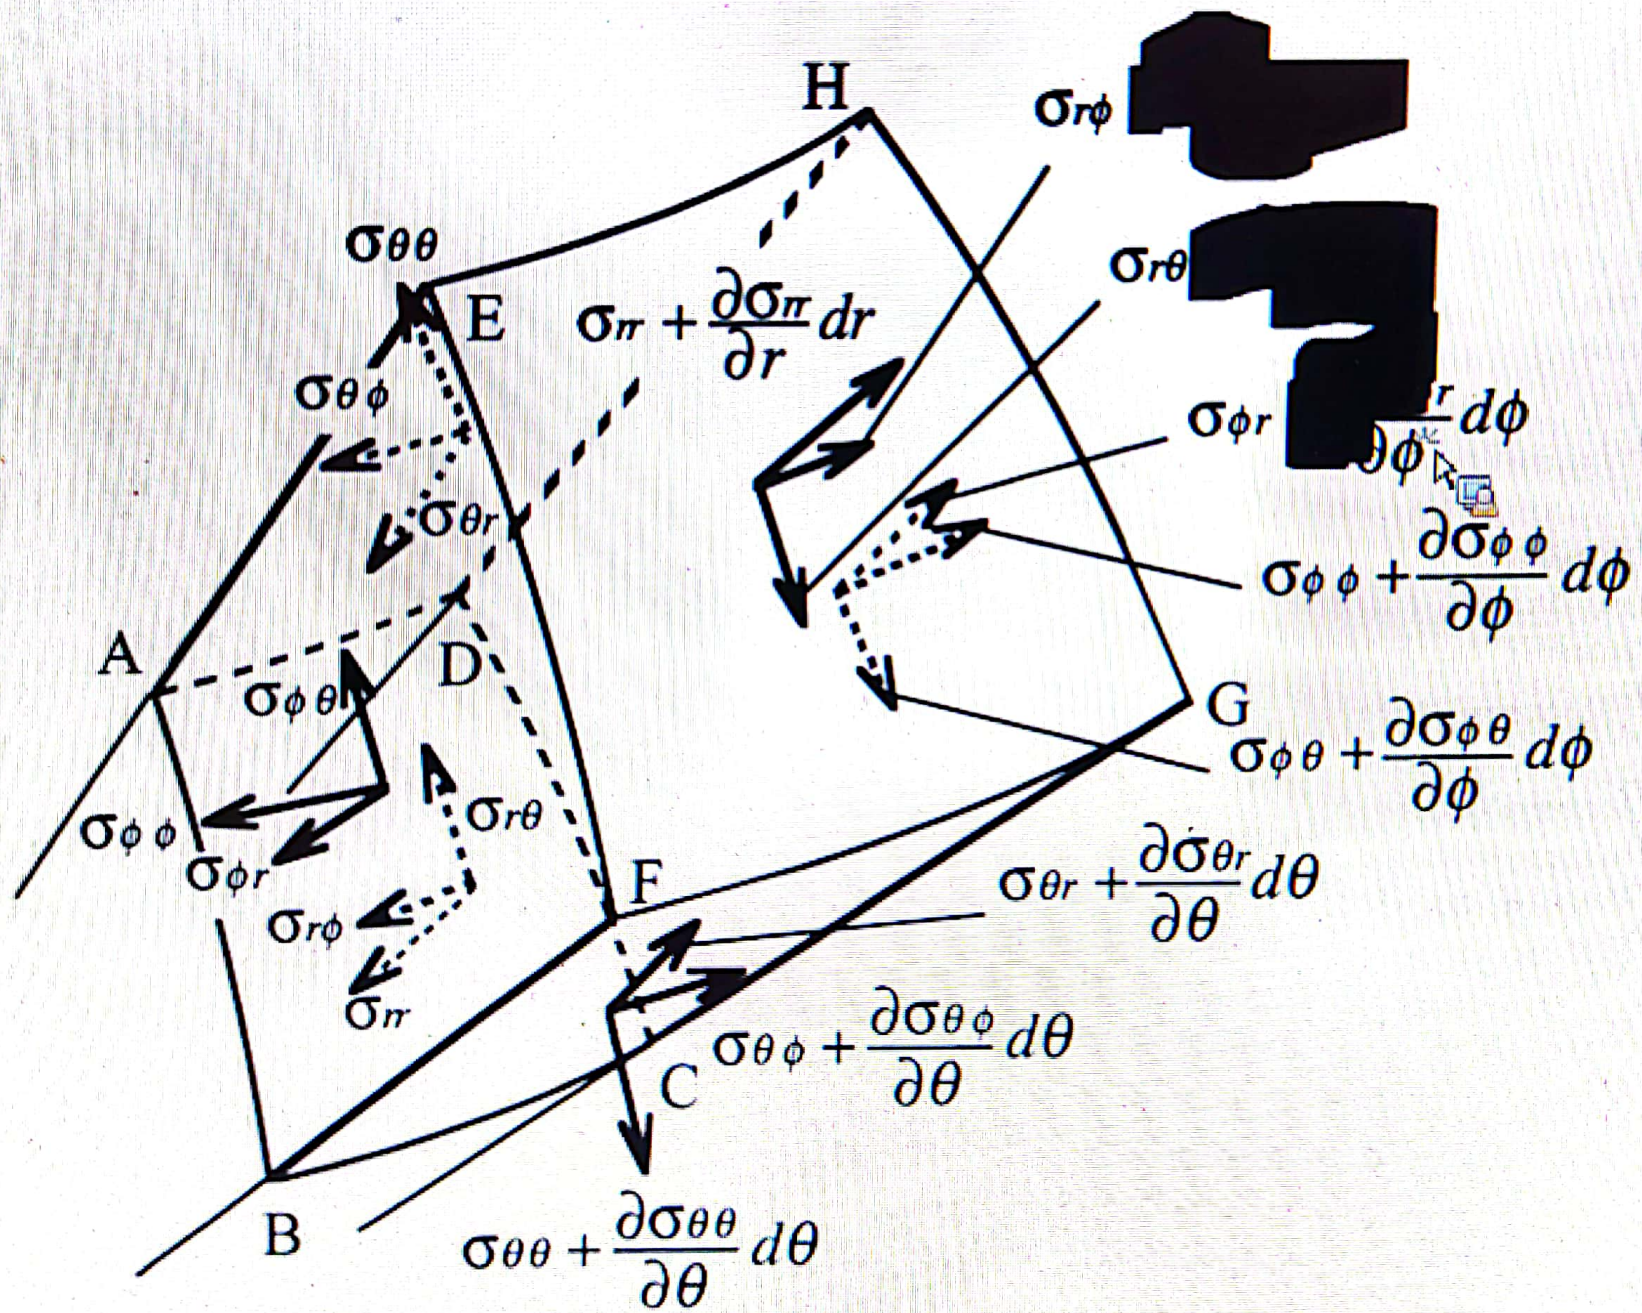 H
σrφ
σθθ
E
σrr + ∂σrr/∂r dr
σrθ
σθφ
σφr r/∂φ dφ
σθr
σφφ + ∂σφφ/∂φ dφ
A
D
σφθ
G
σφθ + ∂σφθ/∂φ dφ
σφφ
σφr
σrθ
F
σθr + ∂σθr/∂θ dθ
σrφ
σrr
σθφ + ∂σθφ/∂θ dθ
C
B
σθθ + ∂σθθ/∂θ dθ